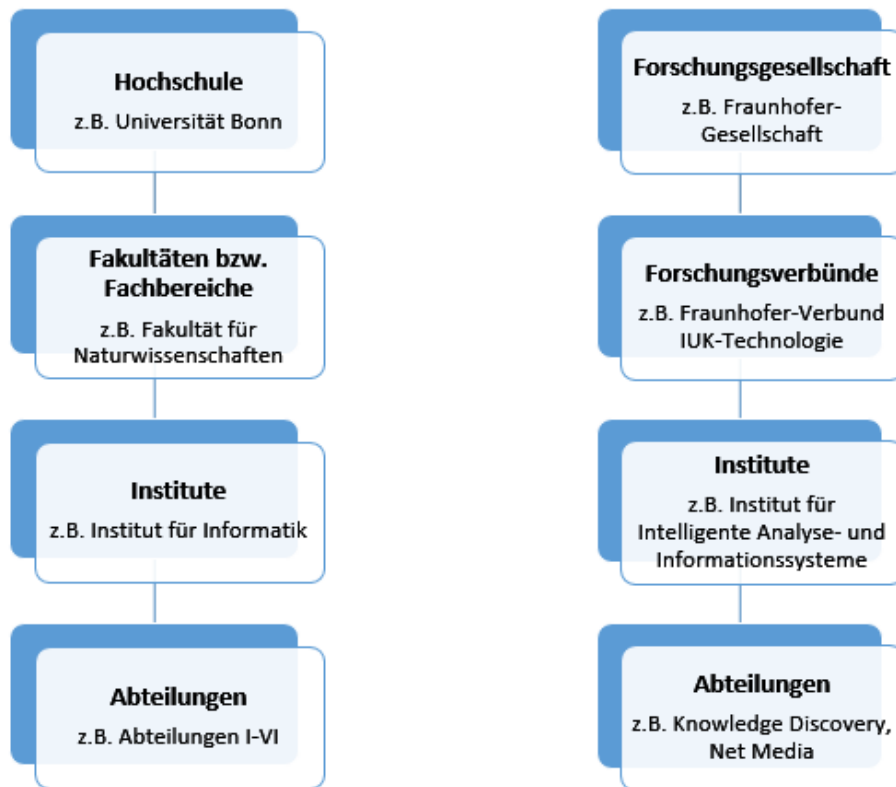 Hochschule
z.B. Universität Bonn
Fakultäten bzw.
Fachbereiche
z.B. Fakultät für
Naturwissenschaften
Institute
z.B. Institut für Informatik
Abteilungen
z.B. Abteilungen I-VI
Forschungsgesellschaft
z.B. Fraunhofer-
Gesellschaft
Forschungsverbünde
z.B. Fraunhofer-Verbund
IUK-Technologie
Institute
z.B. Institut für
Intelligente Analyse- und
Informationssysteme
Abteilungen
z.B. Knowledge Discovery,
Net Media